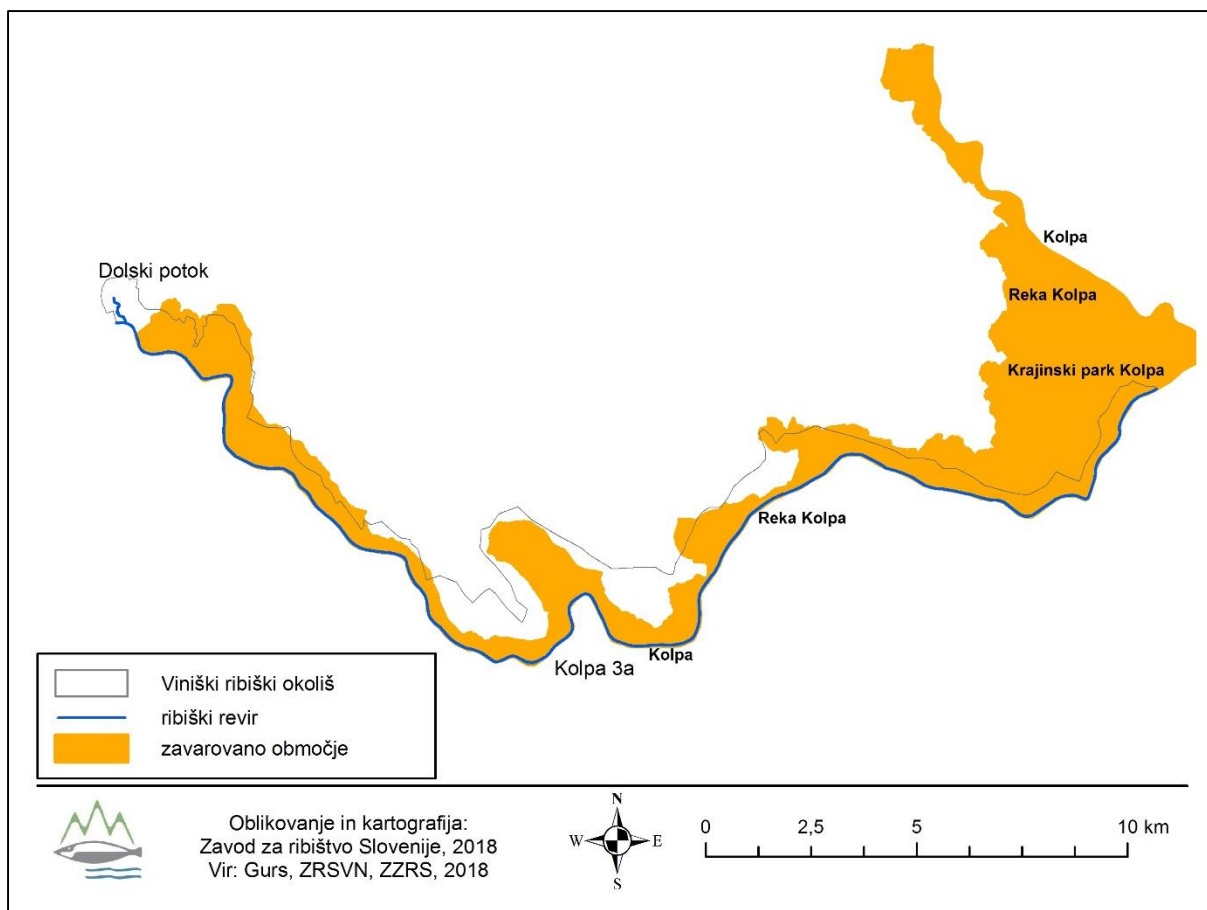 Kolpa
Dolski potok
Reka Kolpa
Krajinski park Kolpa
Reka Kolpa
Kolpa
Kolpa 3a
Viniški ribiški okoliš
ribiški revir
zavarovano območje
Oblikovanje in kartografija:
Zavod za ribištvo Slovenije, 2018
Vir: Gurs, ZRSVN, ZZRS, 2018
N
W E
S
0 2,5 5 10 km